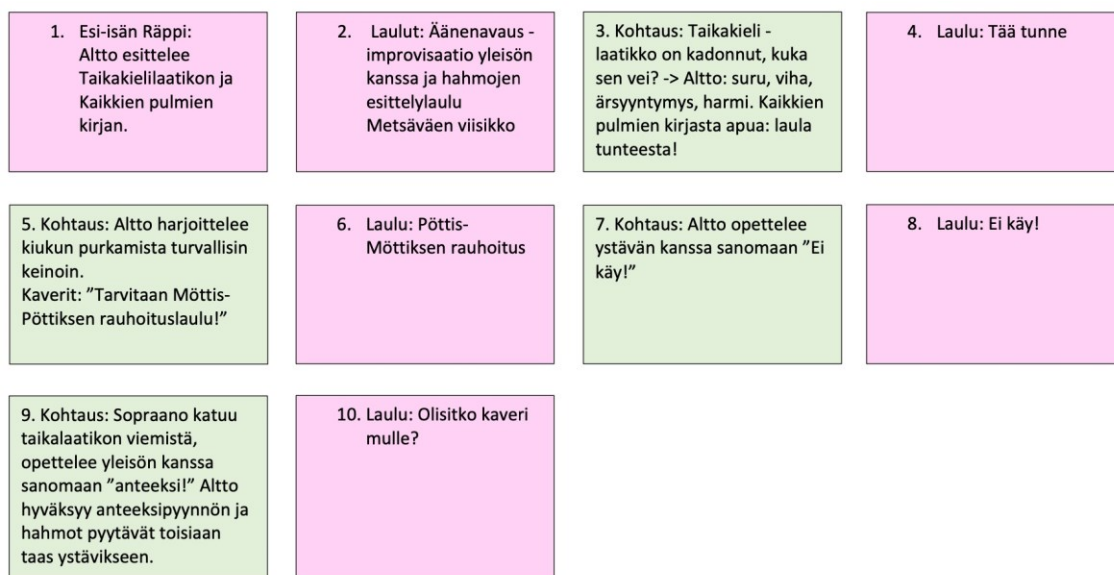 1. Esi-isän Räppi:
Altto esittelee
Taikakielilaatikon ja
Kaikkien pulmien
kirjan.
2. Laulut: Äänenavaus -
improvisaatio yleisön
kanssa ja hahmojen
esittelylaulu
Metsäväen viisikko
3. Kohtaus: Taikakieli -
laatikko on kadonnut, kuka
sen vei? -> Altto: suru, viha,
ärsyyntymys, harmi. Kaikkien
pulmien kirjasta apua: laula
tunteesta!
4. Laulu: Tää tunne
5. Kohtaus: Altto harjoittelee
kiukun purkamista turvallisin
keinoin.
Kaverit: ”Tarvitaan Möttis-
Pöttiksen rauhoituslaulu!”
6. Laulu: Pöttis-
Möttiksen rauhoitus
7. Kohtaus: Altto opettelee
ystävän kanssa sanomaan ”Ei
käy!”
8. Laulu: Ei käy!
9. Kohtaus: Sopraano katuu
taikalaatikon viemistä,
opettelee yleisön kanssa
sanomaan ”anteeksi!” Altto
hyväksyy anteeksipyynnön ja
hahmot pyytävät toisiaan
taas ystävikseen.
10. Laulu: Olisitko kaveri
mulle?